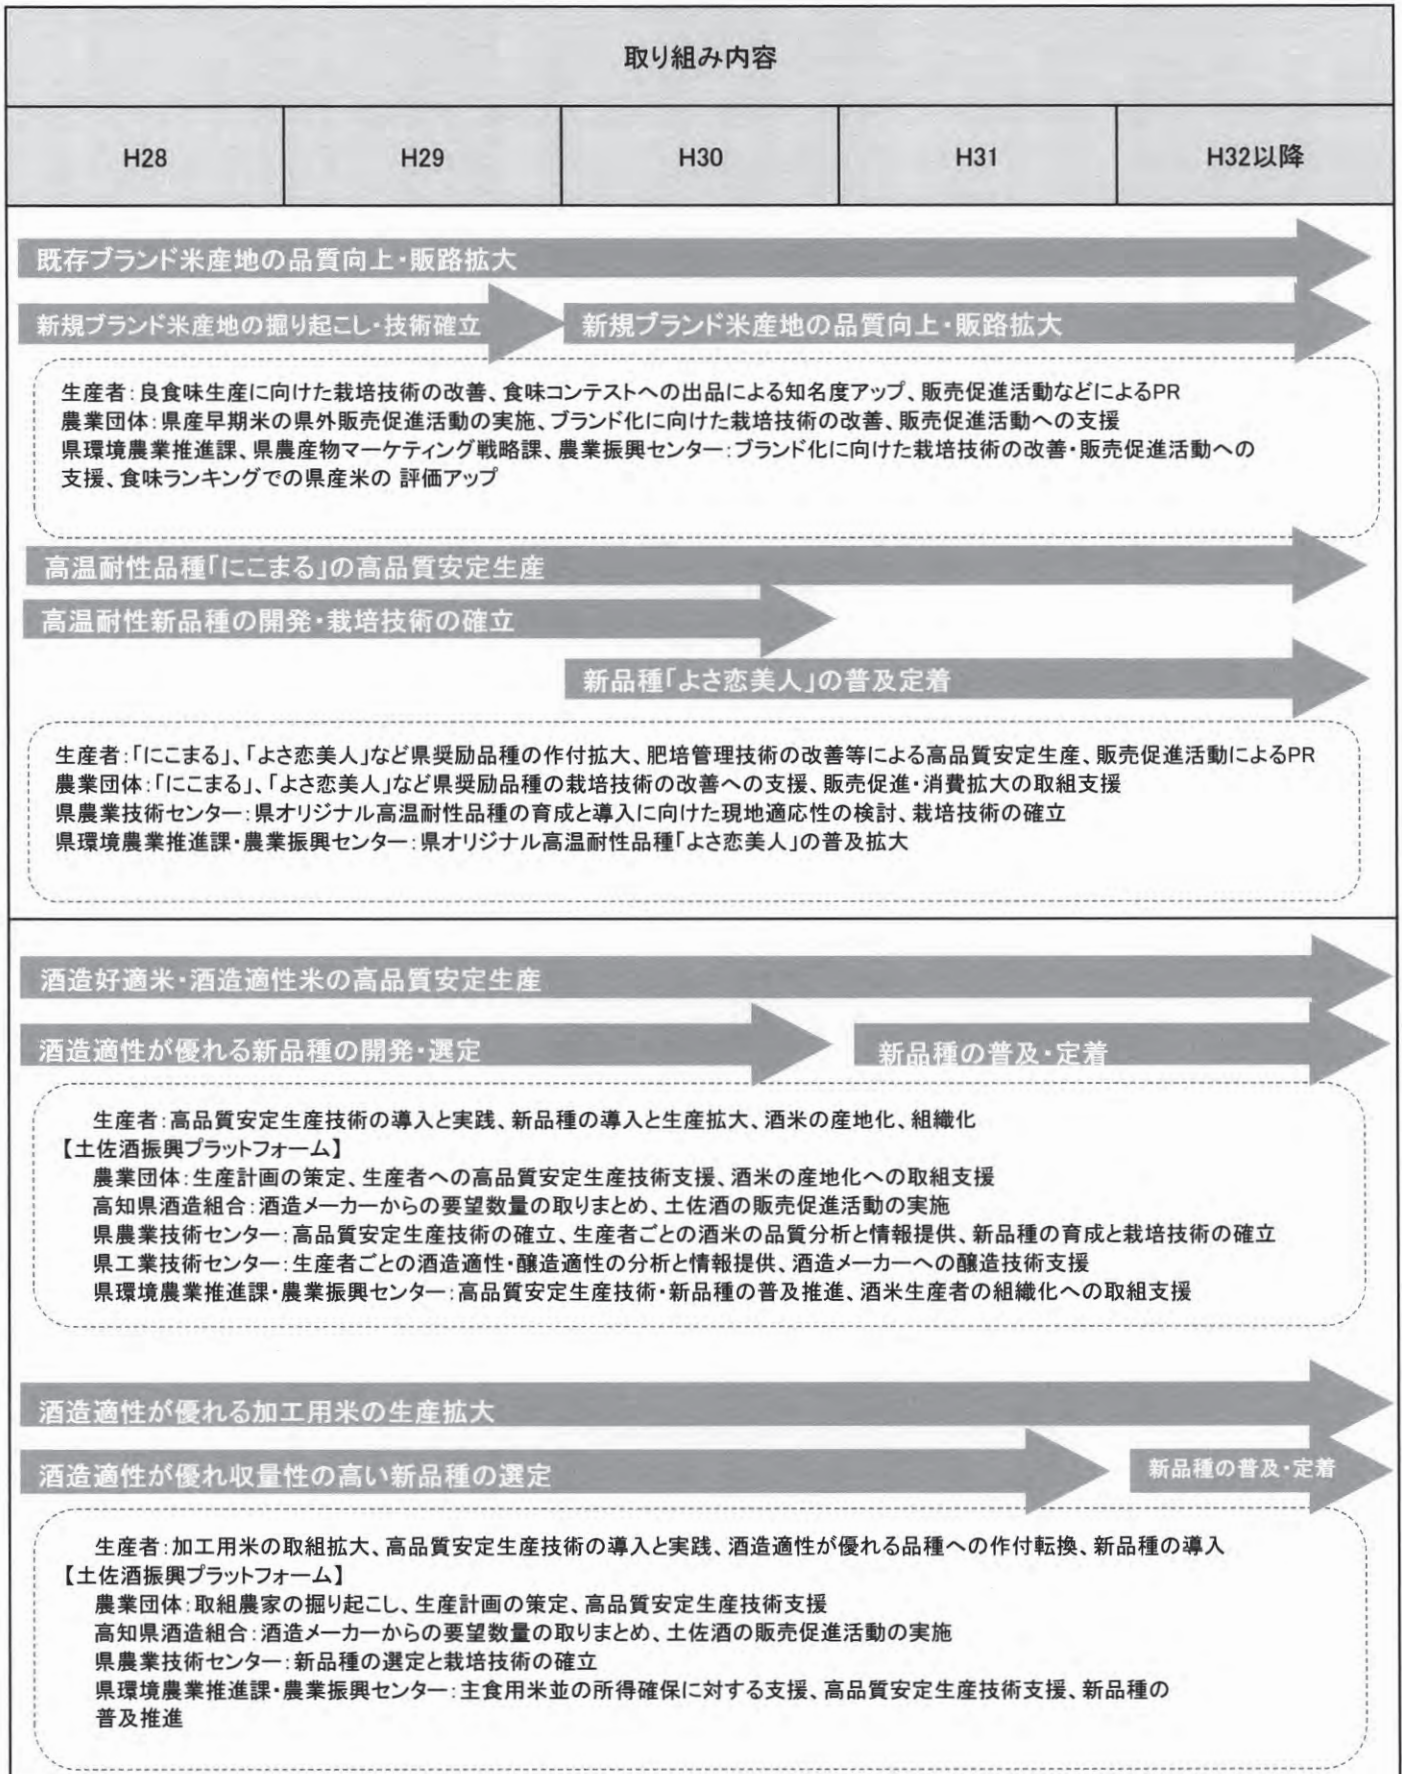 取り組み内容
H28
H29
H30
H31
H32以降
既存ブランド米産地の品質向上・販路拡大
新規ブランド米産地の掘り起こし・技術確立
新規ブランド米産地の品質向上・販路拡大
生産者：良食味生産に向けた栽培技術の改善、食味コンテストへの出品による知名度アップ、販売促進活動などによるPR
農業団体：県産早期米の県外販売促進活動の実施、ブランド化に向けた栽培技術の改善、販売促進活動への支援
県環境農業推進課、県農産物マーケティング戦略課、農業振興センター：ブランド化に向けた栽培技術の改善・販売促進活動への
支援、食味ランキングでの県産米の 評価アップ
高温耐性品種「にこまる」の高品質安定生産
高温耐性新品種の開発・栽培技術の確立
新品種「よさ恋美人」の普及定着
生産者：「にこまる」、「よさ恋美人」など県奨励品種の作付拡大、肥培管理技術の改善等による高品質安定生産、販売促進活動によるPR
農業団体：「にこまる」、「よさ恋美人」など県奨励品種の栽培技術の改善への支援、販売促進・消費拡大の取組支援
県農業技術センター：県オリジナル高温耐性品種の育成と導入に向けた現地適応性の検討、栽培技術の確立
県環境農業推進課・農業振興センター：県オリジナル高温耐性品種「よさ恋美人」の普及拡大
酒造好適米・酒造適性米の高品質安定生産
酒造適性が優れる新品種の開発・選定
新品種の普及・定着
生産者：高品質安定生産技術の導入と実践、新品種の導入と生産拡大、酒米の産地化、組織化
【土佐酒振興プラットフォーム】
農業団体：生産計画の策定、生産者への高品質安定生産技術支援、酒米の産地化への取組支援
高知県酒造組合：酒造メーカーからの要望数量の取りまとめ、土佐酒の販売促進活動の実施
県農業技術センター：高品質安定生産技術の確立、生産者ごとの酒米の品質分析と情報提供、新品種の育成と栽培技術の確立
県工業技術センター：生産者ごとの酒造適性・醸造適性の分析と情報提供、酒造メーカーへの醸造技術支援
県環境農業推進課・農業振興センター：高品質安定生産技術・新品種の普及推進、酒米生産者の組織化への取組支援
酒造適性が優れる加工用米の生産拡大
酒造適性が優れ収量性の高い新品種の選定
新品種の普及・定着
生産者：加工用米の取組拡大、高品質安定生産技術の導入と実践、酒造適性が優れる品種への作付転換、新品種の導入
【土佐酒振興プラットフォーム】
農業団体：取組農家の掘り起こし、生産計画の策定、高品質安定生産技術支援
高知県酒造組合：酒造メーカーからの要望数量の取りまとめ、土佐酒の販売促進活動の実施
県農業技術センター：新品種の選定と栽培技術の確立
県環境農業推進課・農業振興センター：主食用米並の所得確保に対する支援、高品質安定生産技術支援、新品種の
普及推進